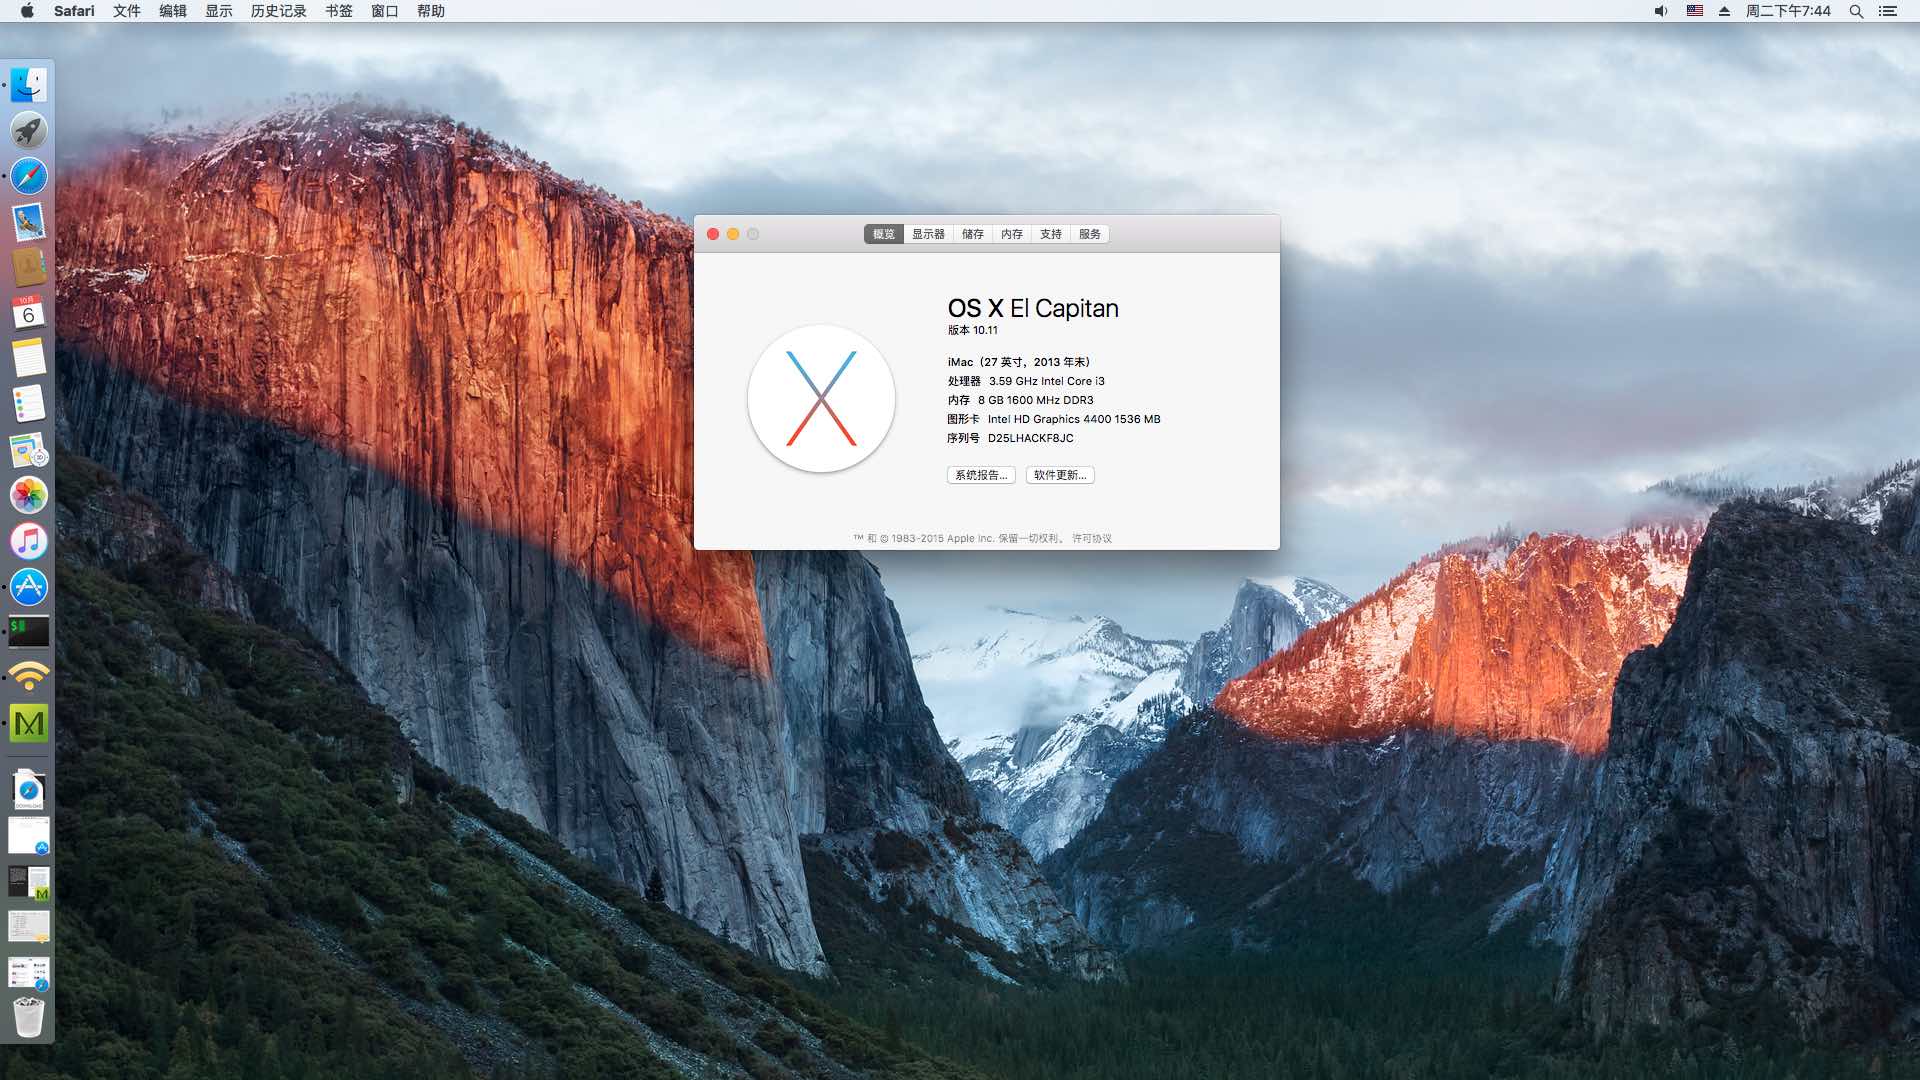 Safari 文件 编辑 显示 历史记录 书签 窗口 帮助
周二下午7:44
概览 显示器 储存 内存 支持 服务
OS X El Capitan
版本 10.11
iMac（27 英寸，2013 年末）
处理器 3.59 GHz Intel Core i3
内存 8 GB 1600 MHz DDR3
图形卡 Intel HD Graphics 4400 1536 MB
序列号 D25LHACKF8JC
系统报告... 软件更新...
™ 和 © 1983-2015 Apple Inc. 保留一切权利。 许可协议
10月
6
$
M
DOWNLOAD